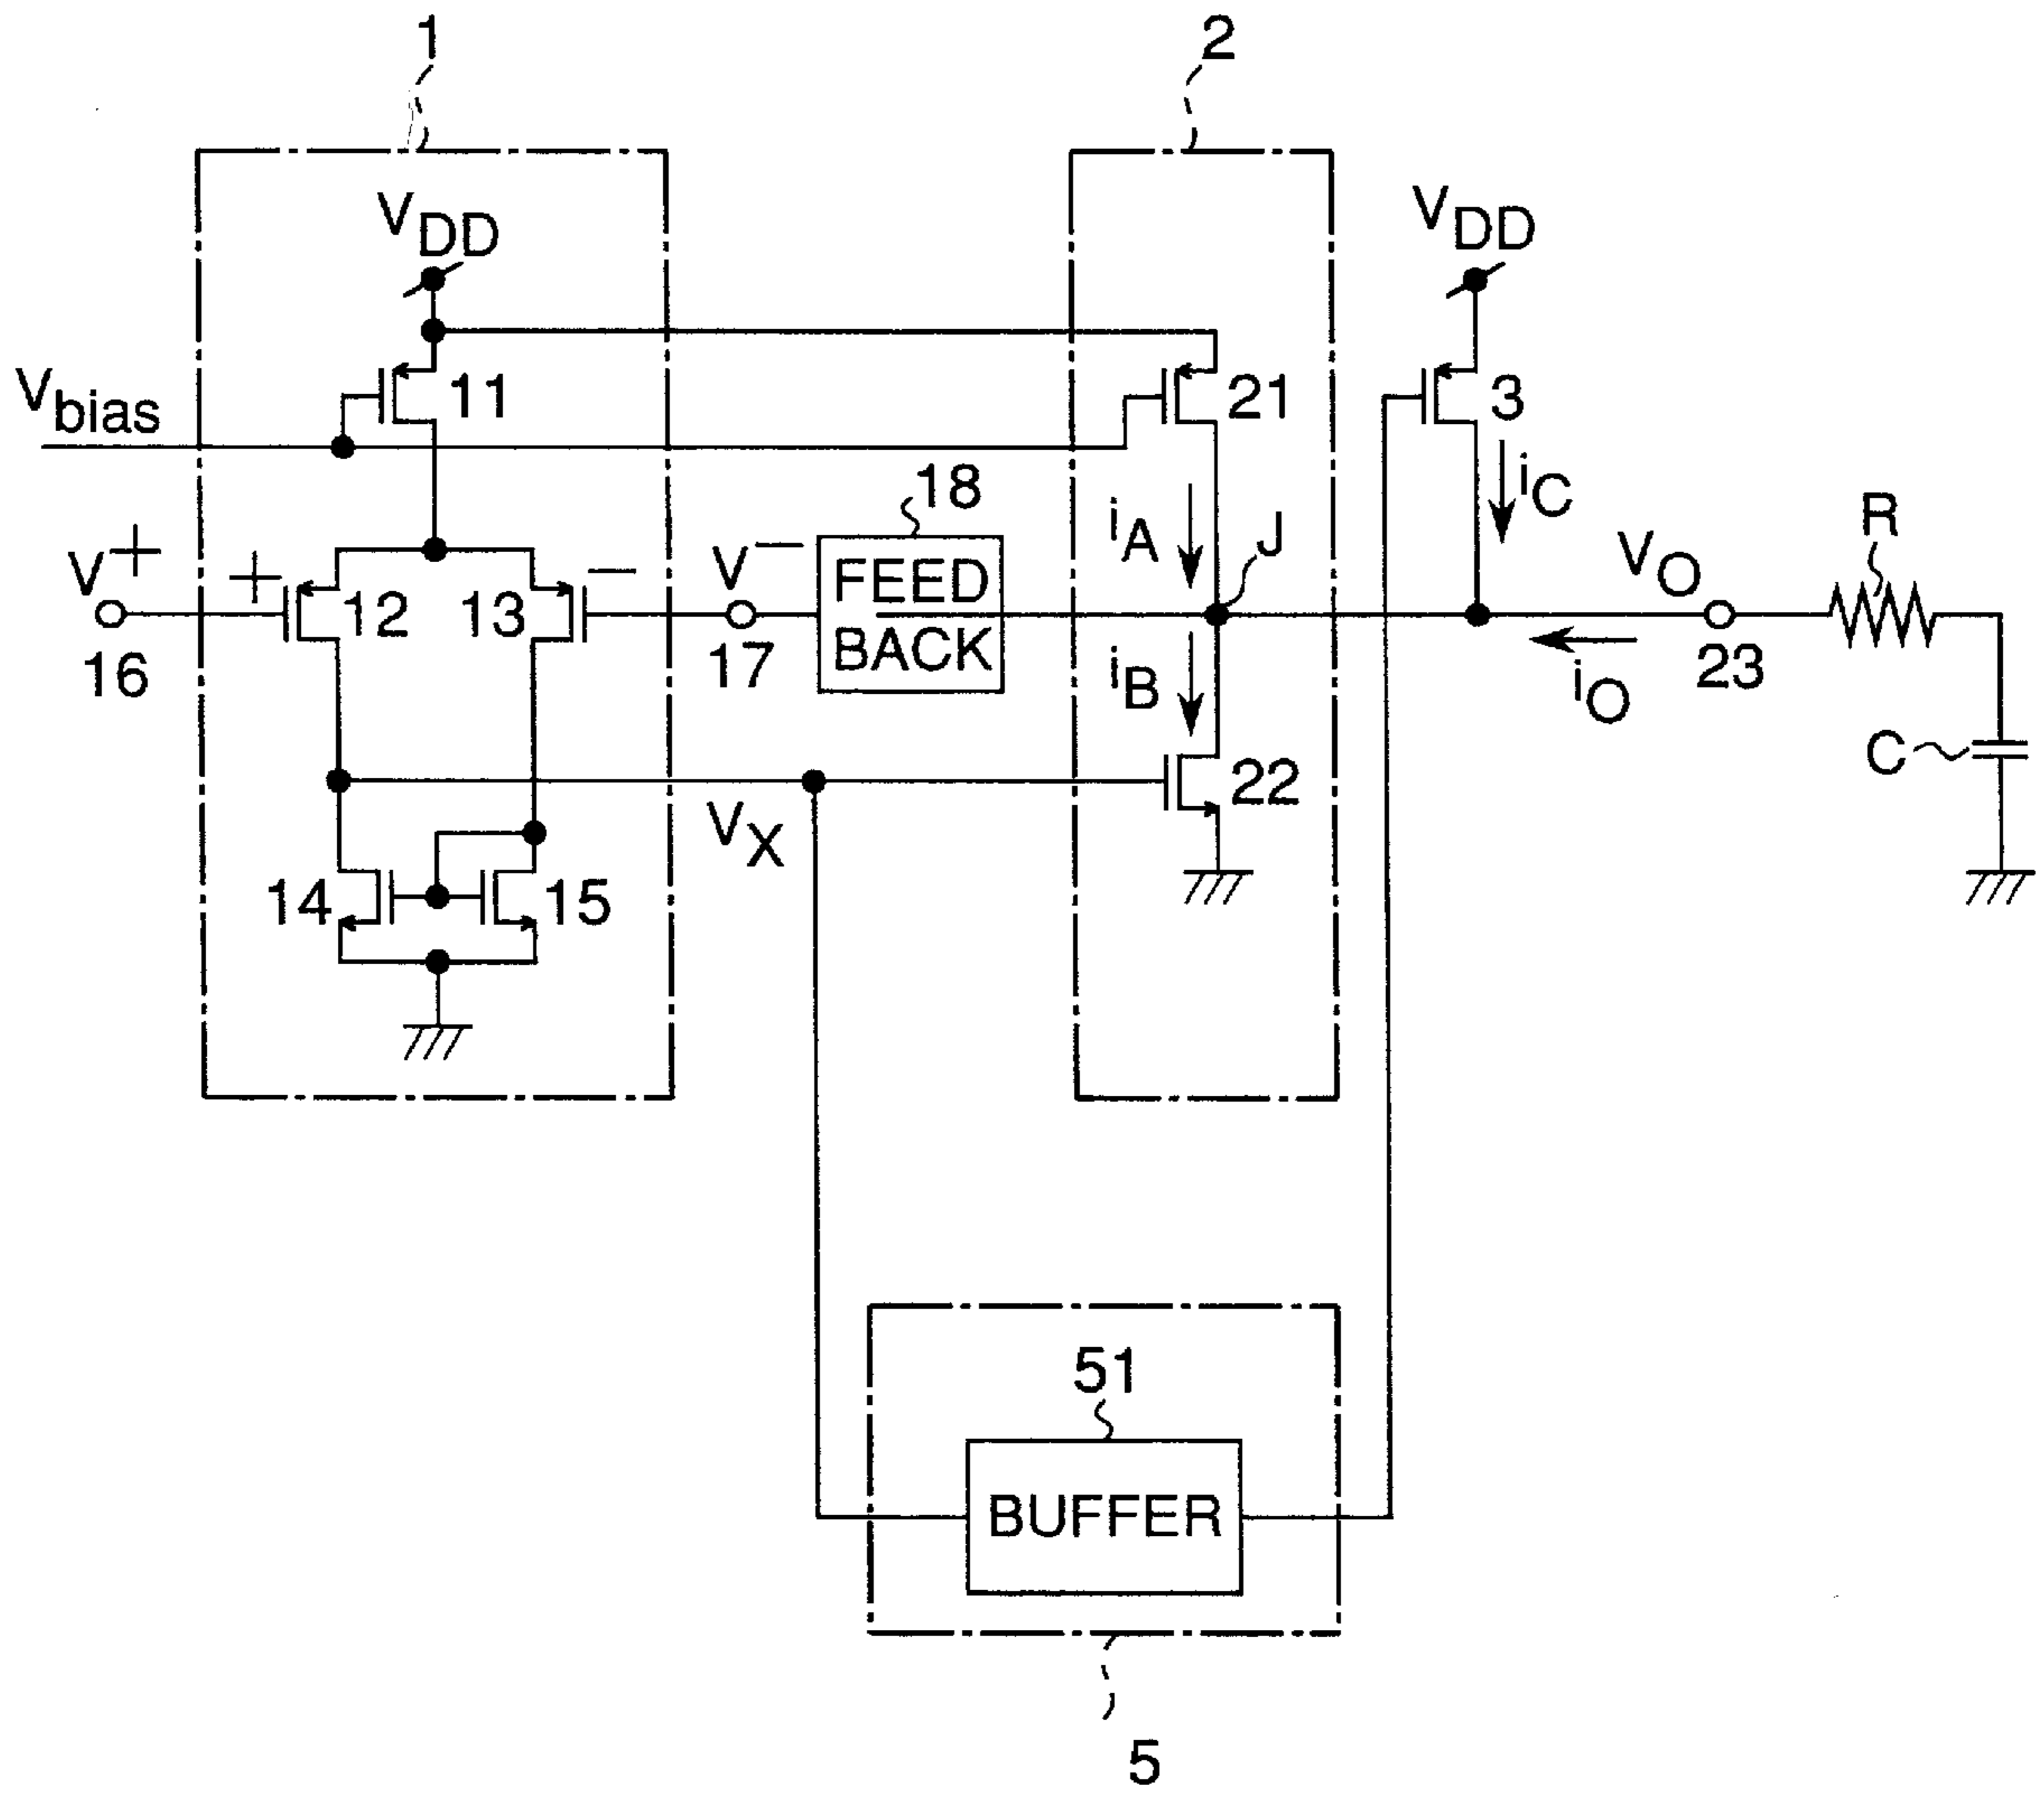 1
2
VDD
VDD
Vbias
11
21
3
18
iC
R
V+
+
12
13
−
V−
FEED
BACK
iA
J
VO
16
17
iB
iO
23
C
22
VX
14
15
51
BUFFER
5